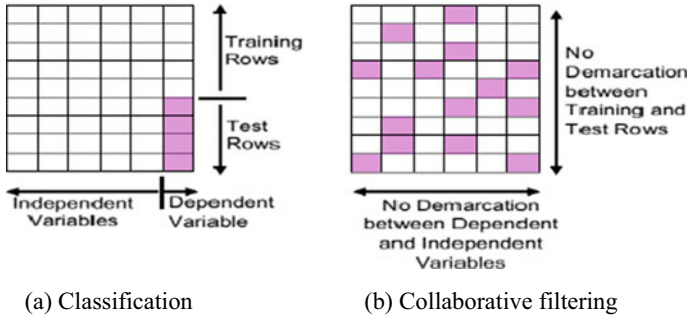 Training
Rows
Test
Rows
Independent
Variables
Dependent
Variable
(a) Classification
No
Demarcation
between
Training and
Test Rows
No Demarcation
between Dependent
and Independent
Variables
(b) Collaborative filtering